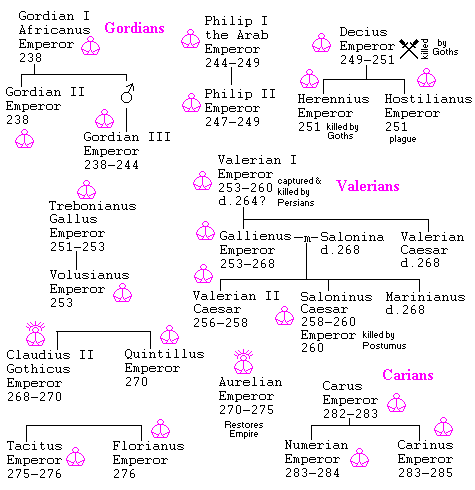 Gordian I
Africanus
Emperor
238
Gordians
Gordian II
Emperor
238
Gordian III
Emperor
238-244
Philip I
the Arab
Emperor
244-249
Philip II
Emperor
247-249
Decius
Emperor
249-251
killed
by
Goths
Herennius
Emperor
251 killed by
Goths
Hostilianus
Emperor
251
plague
Trebonianus
Gallus
Emperor
251-253
Volusianus
Emperor
253
Valerian I
Emperor
253-260
d.264?
captured &
killed by
Persians
Valerians
Gallienus
Emperor
253-268
m
Salonina
d.268
Valerian
Caesar
d.268
Valerian II
Caesar
256-258
Saloninus
Caesar
258-260
Emperor
260
killed by
Postumus
Marinianus
d.268
Claudius II
Gothicus
Emperor
268-270
Quintillus
Emperor
270
Aurelian
Emperor
270-275
Restores
Empire
Carians
Carus
Emperor
282-283
Tacitus
Emperor
275-276
Florianus
Emperor
276
Numerian
Emperor
283-284
Carinus
Emperor
283-285